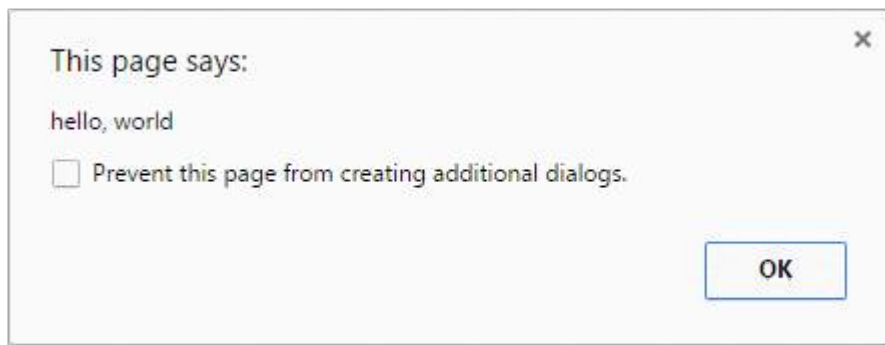 This page says:
hello, world
Prevent this page from creating additional dialogs.
OK